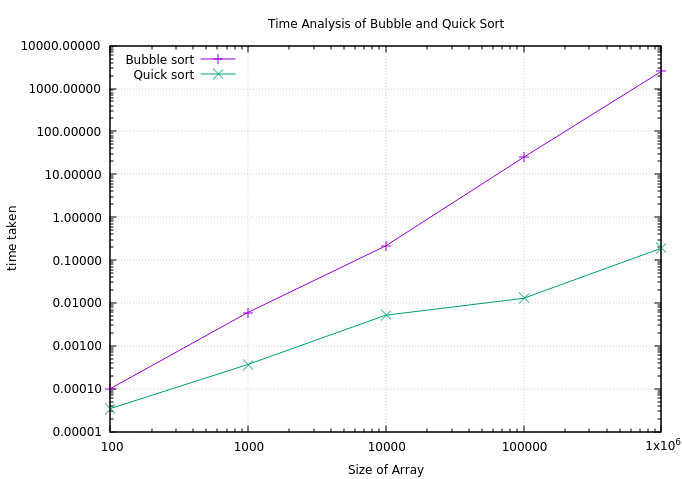 Time Analysis of Bubble and Quick Sort
10000.00000
1000.00000
100.00000
10.00000
1.00000
0.10000
0.01000
0.00100
0.00010
0.00001
time taken
Bubble sort
Quick sort
100
1000
10000
100000
1x10⁶
Size of Array